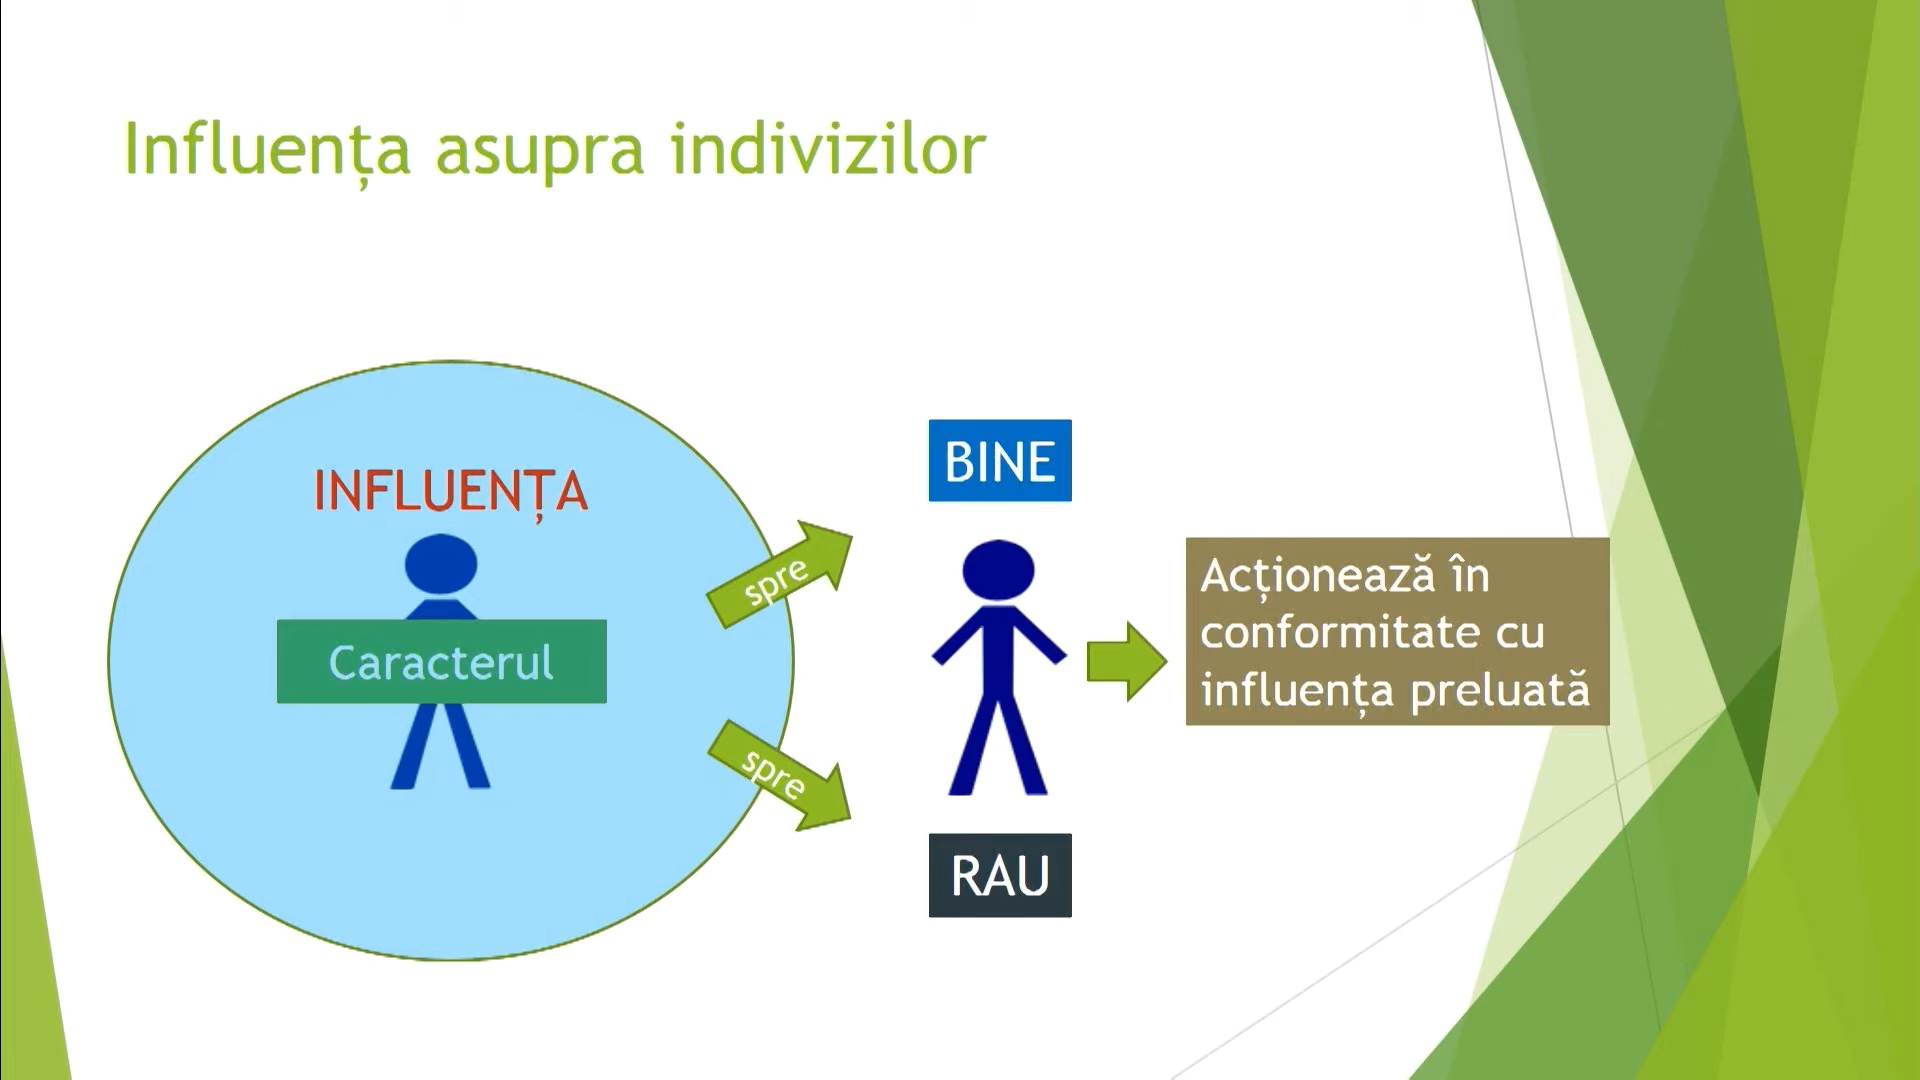 Influența asupra indivizilor
INFLUENȚA
Caracterul
spre
spre
BINE
RAU
Acționează în
conformitate cu
influența preluată